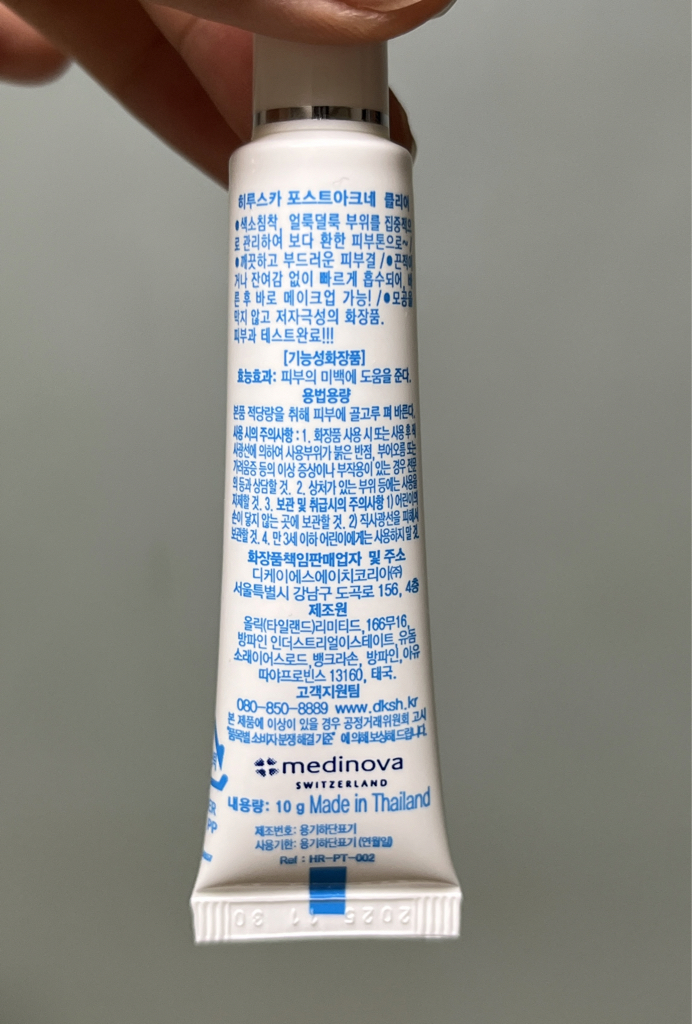 히루스카 포스트아크네 클리어
●색소침착, 얼룩덜룩 부위를 집중적으
로 관리하여 보다 환한 피부톤으로~ /
●깨끗하고 부드러운 피부결 /●끈적이
거나 잔여감 없이 빠르게 흡수되어, 바
른 후 바로 메이크업 가능! /●모공을
막지 않고 저자극성의 화장품.
피부과 테스트완료!!!
[기능성화장품]
효능효과: 피부의 미백에 도움을 준다.
용법용량
본품 적당량을 취해 피부에 골고루 펴 바른다.
사용 시의 주의사항 : 1. 화장품 사용 시 또는 사용 후 직
사광선에 의하여 사용부위가 붉은 반점, 부어오름 또는
가려움증 등의 이상 증상이나 부작용이 있는 경우 전문
의 등과 상담할 것. 2. 상처가 있는 부위 등에는 사용을
자제할 것. 3. 보관 및 취급시의 주의사항 1) 어린이의
손이 닿지 않는 곳에 보관할 것. 2) 직사광선을 피해서
보관할 것. 4. 만 3세 이하 어린이에게는 사용하지 말 것.
화장품책임판매업자 및 주소
디케이에스에이치코리아㈜
서울특별시 강남구 도곡로 156, 4층
제조원
올릭(타일랜드)리미티드, 166무16,
방파인 인더스트리얼이스테이트, 유돔
소레이어스로드, 뱅크라손, 방파인, 아유
따야프로빈스 13160, 태국.
고객지원팀
080-850-8889 www.dksh.kr
본 제품에 이상이 있을 경우 공정거래위원회 고시
"품목별 소비자 분쟁 해결 기준" 에 의해 보상해 드립니다.
medinova
SWITZERLAND
내용량: 10 g Made in Thailand
제조번호: 용기하단표기
사용기한: 용기하단표기 (연월일)
Ref : HR-PT-002
2025 11 30